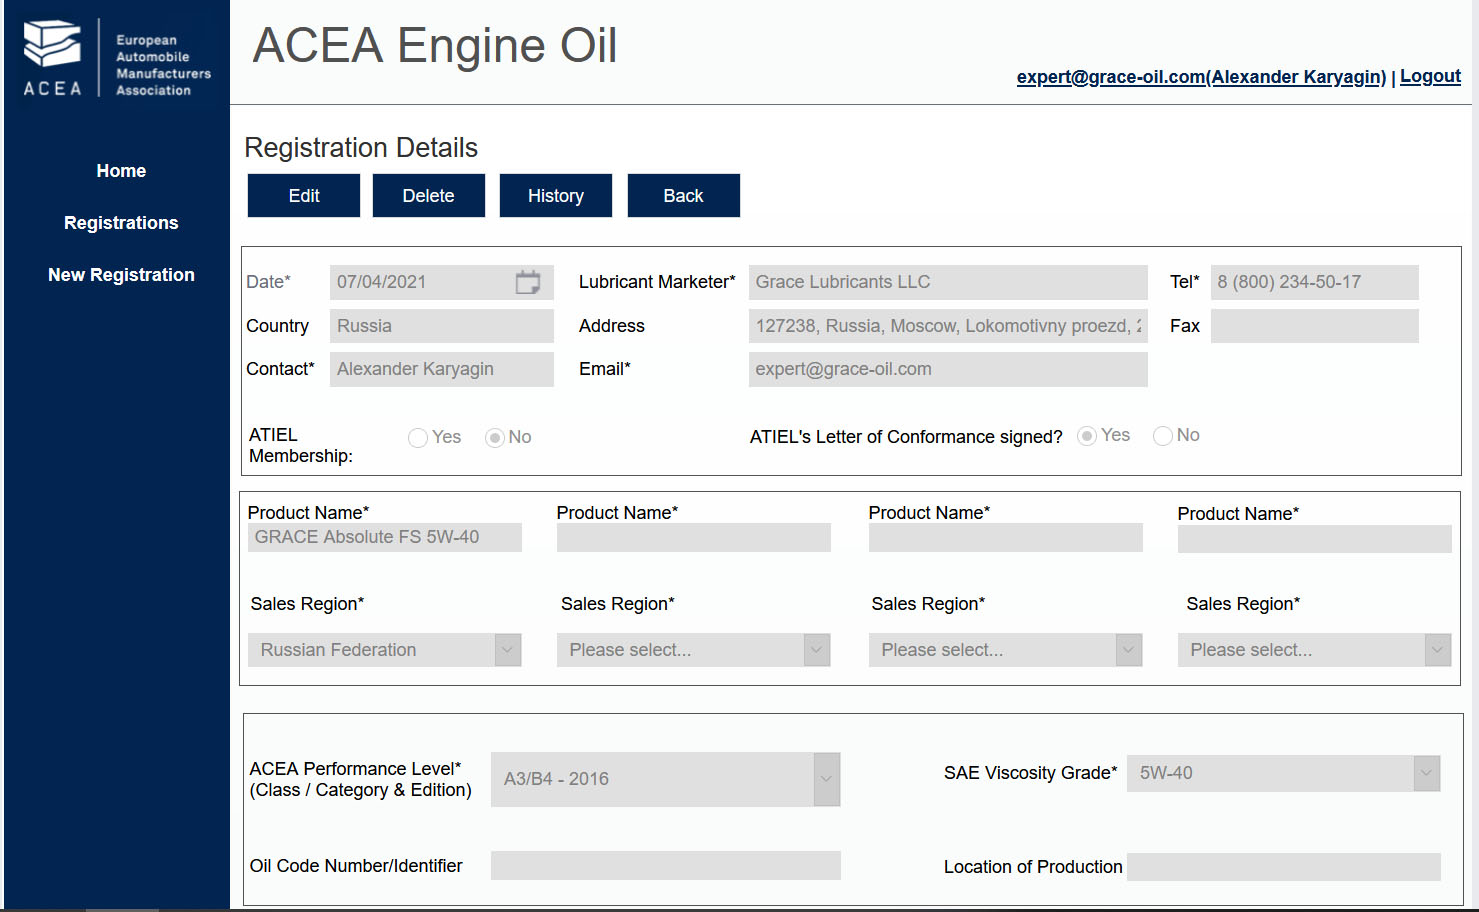 ACEA
European
Automobile
Manufacturers
Association
ACEA Engine Oil
expert@grace-oil.com(Alexander Karyagin) | Logout
Home
Registrations
New Registration
Registration Details
Edit Delete History Back
Date* 07/04/2021 Lubricant Marketer* Grace Lubricants LLC Tel* 8 (800) 234-50-17
Country Russia Address 127238, Russia, Moscow, Lokomotivny proezd, Fax
Contact* Alexander Karyagin Email* expert@grace-oil.com
ATIEL Membership: Yes No ATIEL's Letter of Conformance signed? Yes No
Product Name* Product Name* Product Name* Product Name*
GRACE Absolute FS 5W-40
Sales Region* Sales Region* Sales Region* Sales Region*
Russian Federation Please select... Please select... Please select...
ACEA Performance Level*
(Class / Category & Edition) A3/B4 - 2016 SAE Viscosity Grade* 5W-40
Oil Code Number/Identifier Location of Production